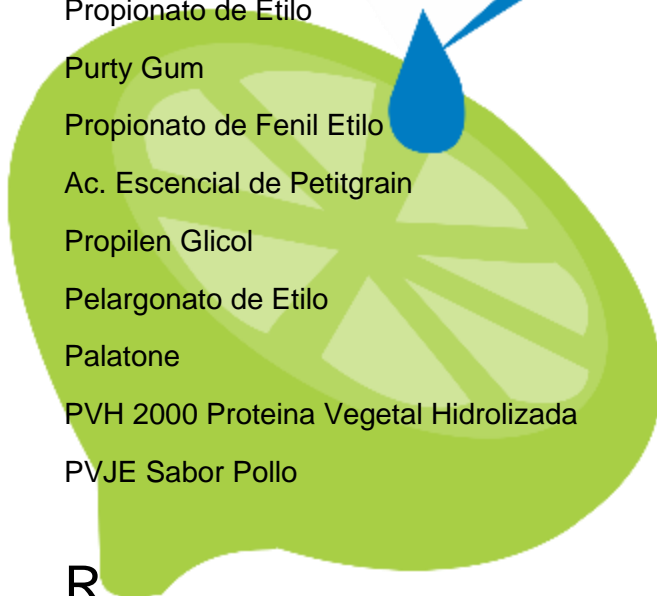 Propionato de Etilo
Purty Gum
Propionato de Fenil Etilo
Ac. Escencial de Petitgrain
Propilen Glicol
Pelargonato de Etilo
Palatone
PVH 2000 Proteina Vegetal Hidrolizada
PVJE Sabor Pollo
R